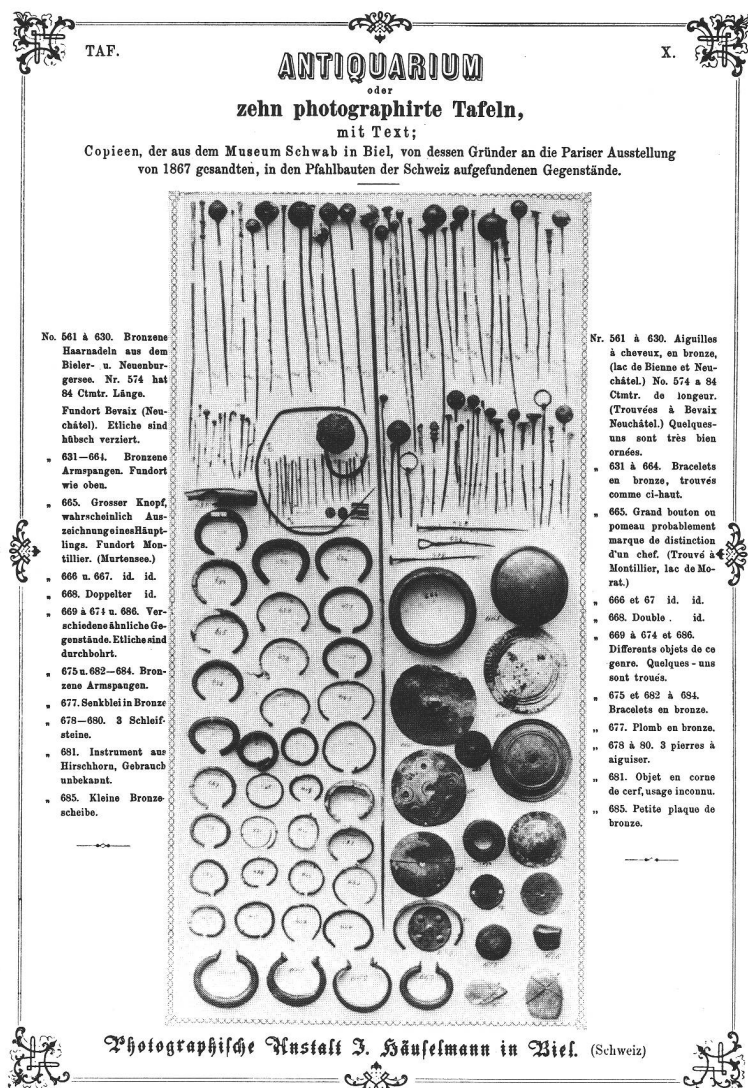 TAF.
X.
ANTIQUARIUM
oder
zehn photographirte Tafeln,
mit Text;
Copieen, der aus dem Museum Schwab in Biel, von dessen Gründer an die Pariser Ausstellung
von 1867 gesandten, in den Pfahlbauten der Schweiz aufgefundenen Gegenstände.
No. 561 à 630. Bronzene
Haarnadeln aus dem
Bieler- u. Neuenbur-
gersee. Nr. 574 hat
84 Ctmtr. Länge.
Fundort Bevaix (Neu-
châtel). Etliche sind
hübsch verziert.
„ 631—664. Bronzene
Armspangen. Fundort
wie oben.
„ 665. Grosser Knopf,
wahrscheinlich Aus-
zeichnung eines Häupt-
lings. Fundort Mon-
tillier. (Murtensee.)
„ 666 u. 667. id. id.
„ 668. Doppelter id.
„ 669 à 674 u. 686. Ver-
schiedene ähnliche Ge-
genstände. Etliche sind
durchbohrt.
„ 675 u. 682—684. Bron-
zene Armspangen.
„ 677. Senkblei in Bronze
„ 678—680. 3 Schleif-
steine.
„ 681. Instrument aus
Hirschhorn, Gebrauch
unbekannt.
„ 685. Kleine Bronze-
scheibe.
Nr. 561 à 630. Aiguilles
à cheveux, en bronze,
(lac de Bienne et Neu-
châtel.) No. 574 a 84
Ctmtr. de longeur.
(Trouvées à Bevaix
Neuchâtel.) Quelques-
uns sont très bien
ornées.
„ 631 à 664. Bracelets
en bronze, trouvés
comme ci-haut.
„ 665. Grand bouton ou
pomeau probablement
marque de distinction
d'un chef. (Trouvé à
Montillier, lac de Mo-
rat.)
„ 666 et 67 id. id.
„ 668. Double . id.
„ 669 à 674 et 686.
Differents objets de ce
genre. Quelques-uns
sont troués.
„ 675 et 682 à 684.
Bracelets en bronze.
„ 677. Plomb en bronze.
„ 678 à 80. 3 pierres à
aiguiser.
„ 681. Objet en corne
de cerf, usage inconnu.
„ 685. Petite plaque de
bronze.
Photographische Anstalt J. Häuselmann in Biel. (Schweiz)